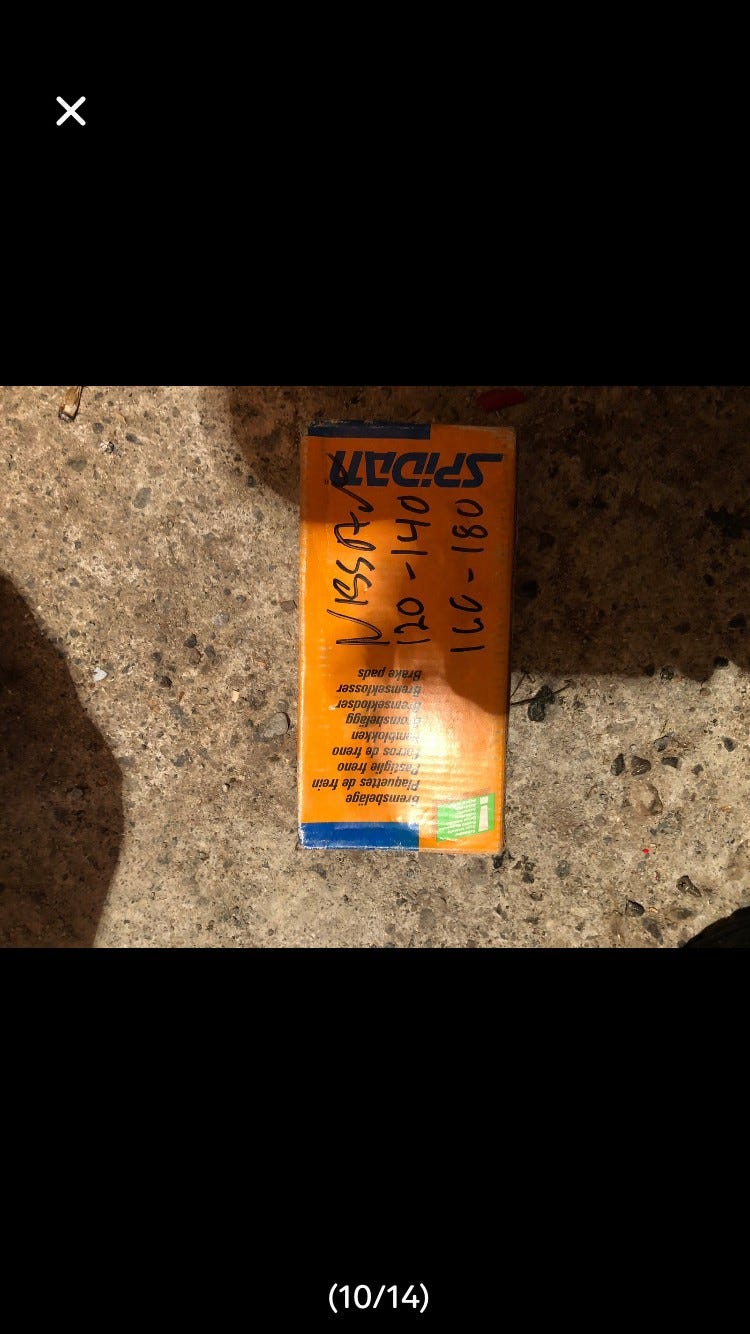 SPiDAN
NISSAN
120 - 140
160 - 180
Bremsbeläge
Plaquettes de frein
Pastiglie freno
Forros de freno
Remblokken
Bromsbelägg
Bremseklodser
Bremseklosser
Brake pads
(10/14)